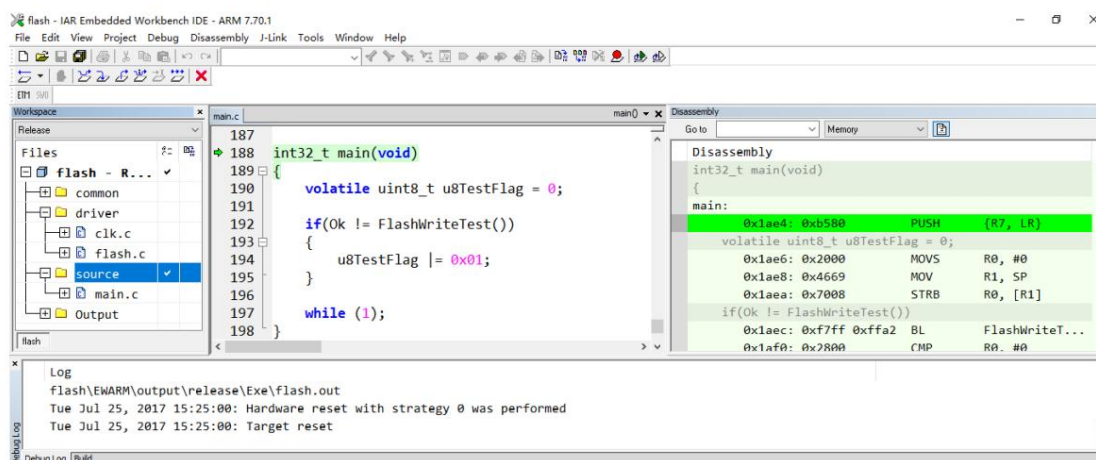 flash - IAR Embedded Workbench IDE - ARM 7.70.1
File Edit View Project Debug Disassembly J-Link Tools Window Help
ETM SWO
Workspace
Release
Files
flash - R...
common
driver
clk.c
flash.c
source
main.c
Output
flash
main.c
main()
187
188 int32_t main(void)
189 {
190 volatile uint8_t u8TestFlag = 0;
191
192 if(Ok != FlashWriteTest())
193 {
194 u8TestFlag |= 0x01;
195 }
196
197 while (1);
198 }
Disassembly
Go to Memory
Disassembly
int32_t main(void)
{
main:
0x1ae4: 0xb580 PUSH {R7, LR}
volatile uint8_t u8TestFlag = 0;
0x1ae6: 0x2000 MOVS R0, #0
0x1ae8: 0x4669 MOV R1, SP
0x1aea: 0x7008 STRB R0, [R1]
if(Ok != FlashWriteTest())
0x1aec: 0xf7ff 0xffa2 BL FlashWriteT...
0x1af0: 0x2800 CMP R0, #0
Log
flash\EWARM\output\release\Exe\flash.out
Tue Jul 25, 2017 15:25:00: Hardware reset with strategy 0 was performed
Tue Jul 25, 2017 15:25:00: Target reset
Debug Log
Debug Log Build